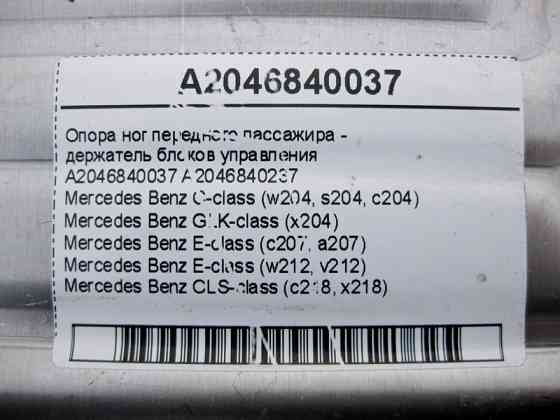 A2046840037
Опора ног переднего пассажира -
держатель блоков управления
A2046840037 A2046840237
Mercedes Benz C-class (w204, s204, c204)
Mercedes Benz GLK-class (x204)
Mercedes Benz E-class (c207, a207)
Mercedes Benz E-class (w212, v212)
Mercedes Benz CLS-class (c218, x218)